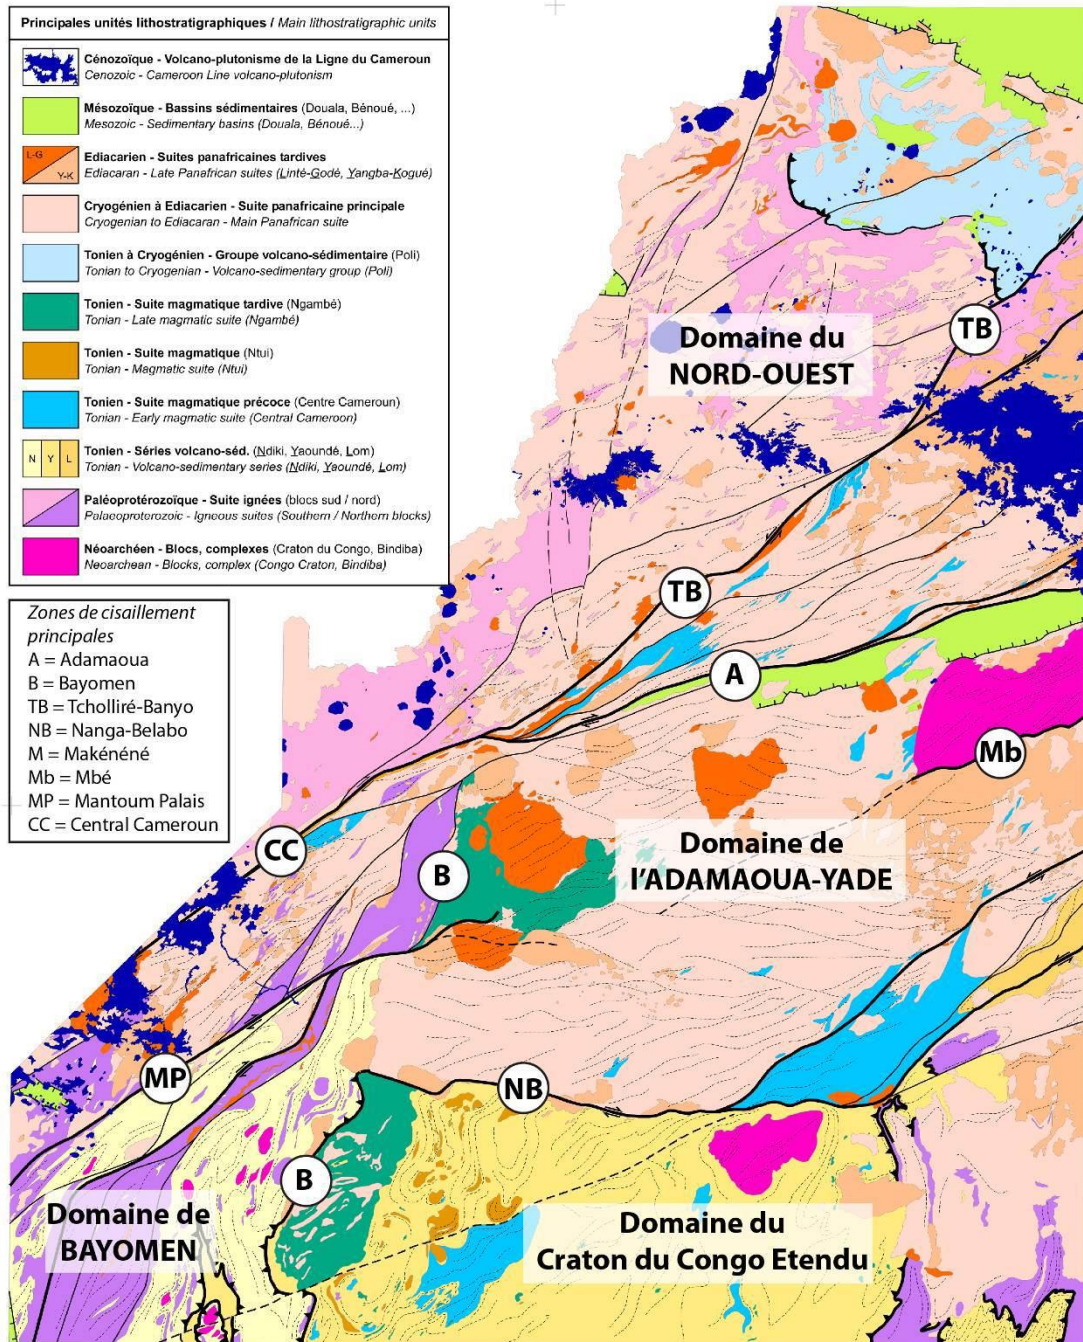 Principales unités lithostratigraphiques / Main lithostratigraphic units
Cénozoïque - Volcano-plutonisme de la Ligne du Cameroun
Cenozoic - Cameroon Line volcano-plutonism
Mésozoïque - Bassins sédimentaires (Douala, Bénoué, ...)
Mesozoic - Sedimentary basins (Douala, Bénoué...)
L-G
Y-K
Ediacarien - Suites panafricaines tardives
Ediacaran - Late Panafrican suites (Linté-Godé, Yangba-Kogué)
Cryogénien à Ediacarien - Suite panafricaine principale
Cryogenian to Ediacaran - Main Panafrican suite
Tonien à Cryogénien - Groupe volcano-sédimentaire (Poli)
Tonian to Cryogenian - Volcano-sedimentary group (Poli)
Tonien - Suite magmatique tardive (Ngambé)
Tonian - Late magmatic suite (Ngambé)
Tonien - Suite magmatique (Ntui)
Tonian - Magmatic suite (Ntui)
Tonien - Suite magmatique précoce (Centre Cameroun)
Tonian - Early magmatic suite (Central Cameroon)
N Y L
Tonien - Séries volcano-séd. (Ndiki, Yaoundé, Lom)
Tonian - Volcano-sedimentary series (Ndiki, Yaoundé, Lom)
Paléoprotérozoïque - Suite ignées (blocs sud / nord)
Palaeoproterozoic - Igneous suites (Southern / Northern blocks)
Néoarchéen - Blocs, complexes (Craton du Congo, Bindiba)
Neoarchean - Blocks, complex (Congo Craton, Bindiba)
Zones de cisaillement
principales
A = Adamaoua
B = Bayomen
TB = Tcholliré-Banyo
NB = Nanga-Belabo
M = Makénéné
Mb = Mbé
MP = Mantoum Palais
CC = Central Cameroun
Domaine du
NORD-OUEST
TB
TB
A
Mb
CC
B
Domaine de
l'ADAMAOUA-YADE
MP
NB
B
Domaine de
BAYOMEN
Domaine du
Craton du Congo Etendu